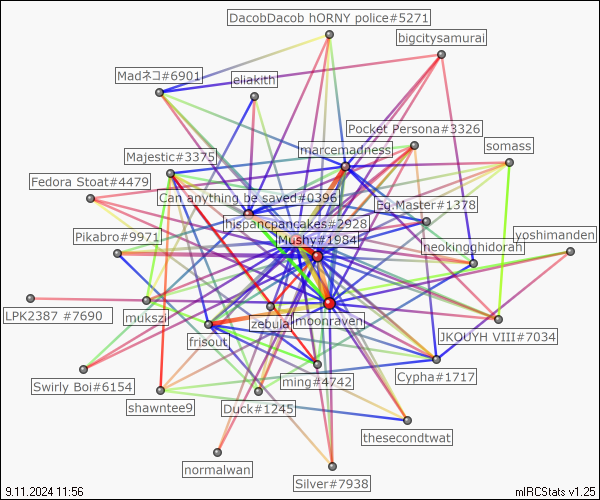 DacobDacob hORNY police#5271
bigcitysamurai
Madネコ#6901
eliakith
Pocket Persona#3326
marcemadness
somass
Majestic#3375
Fedora Stoat#4479
Can anything be saved#0396
Eg.Master#1378
hispancpancakes#2928
yoshimanden
Pikabro#9971
Mushy#1984
neokingghidorah
LPK2387 #7690
mukszi
zebular
moonraven
frisout
JKOUYH VIII#7034
Swirly Boi#6154
ming#4742
Cypha#1717
shawntee9
Duck#1245
thesecondtwat
normalwan
Silver#7938
9.11.2024 11:56
mIRCStats v1.25